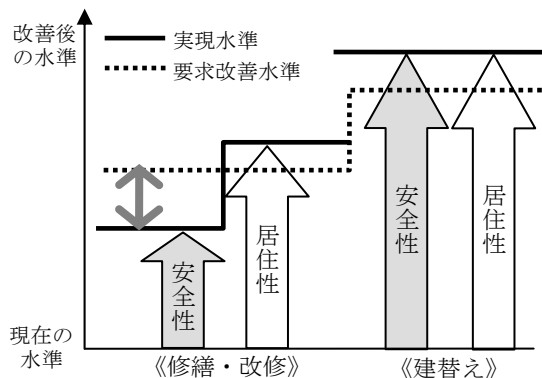 改善後
の水準
実現水準
要求改善水準
安全性
居住性
安全性
居住性
現在の
水準
《修繕・改修》
《建替え》